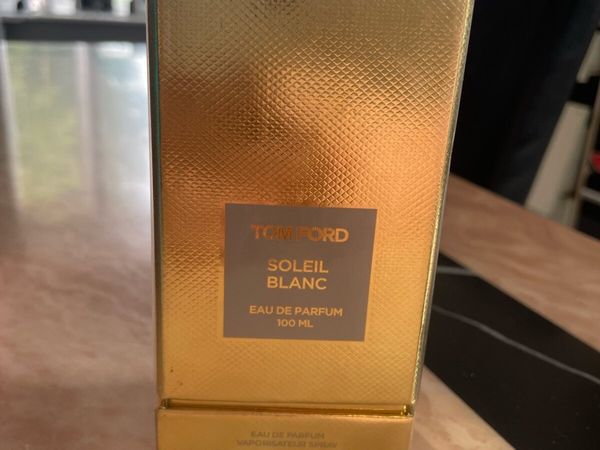 TOM FORD
SOLEIL
BLANC
EAU DE PARFUM
100 ML
EAU DE PARFUM
VAPORISATEUR SPRAY